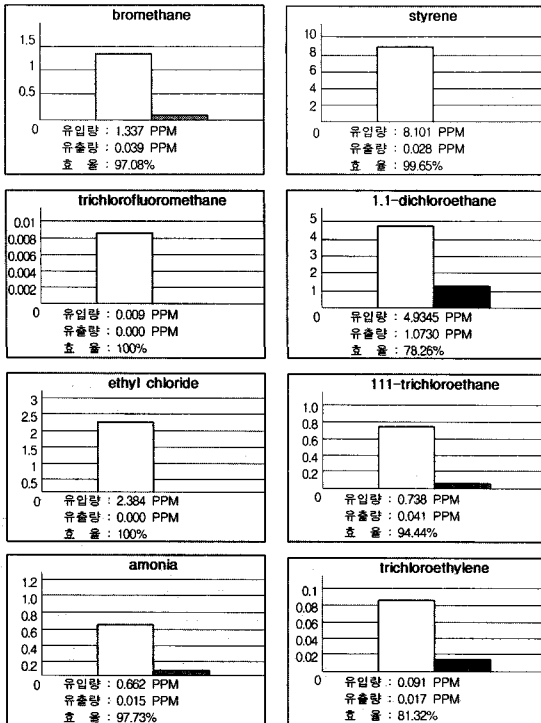 bromethane
1.5
1
0.5
0
유입량 : 1.337 PPM
유출량 : 0.039 PPM
효 율 : 97.08%
styrene
10
8
6
4
2
0
유입량 : 8.101 PPM
유출량 : 0.028 PPM
효 율 : 99.65%
trichlorofluoromethane
0.01
0.008
0.006
0.004
0.002
0
유입량 : 0.009 PPM
유출량 : 0.000 PPM
효 율 : 100%
1.1-dichloroethane
5
4
3
2
1
0
유입량 : 4.9345 PPM
유출량 : 1.0730 PPM
효 율 : 78.26%
ethyl chloride
3
2.5
2
1.5
1
0.5
0
유입량 : 2.384 PPM
유출량 : 0.000 PPM
효 율 : 100%
111-trichloroethane
1.0
0.8
0.6
0.4
0.2
0
유입량 : 0.738 PPM
유출량 : 0.041 PPM
효 율 : 94.44%
amonia
1.2
1.0
0.8
0.6
0.4
0.2
0
유입량 : 0.662 PPM
유출량 : 0.015 PPM
효 율 : 97.73%
trichloroethylene
0.1
0.08
0.06
0.04
0.02
0
유입량 : 0.091 PPM
유출량 : 0.017 PPM
효 율 : 81.32%